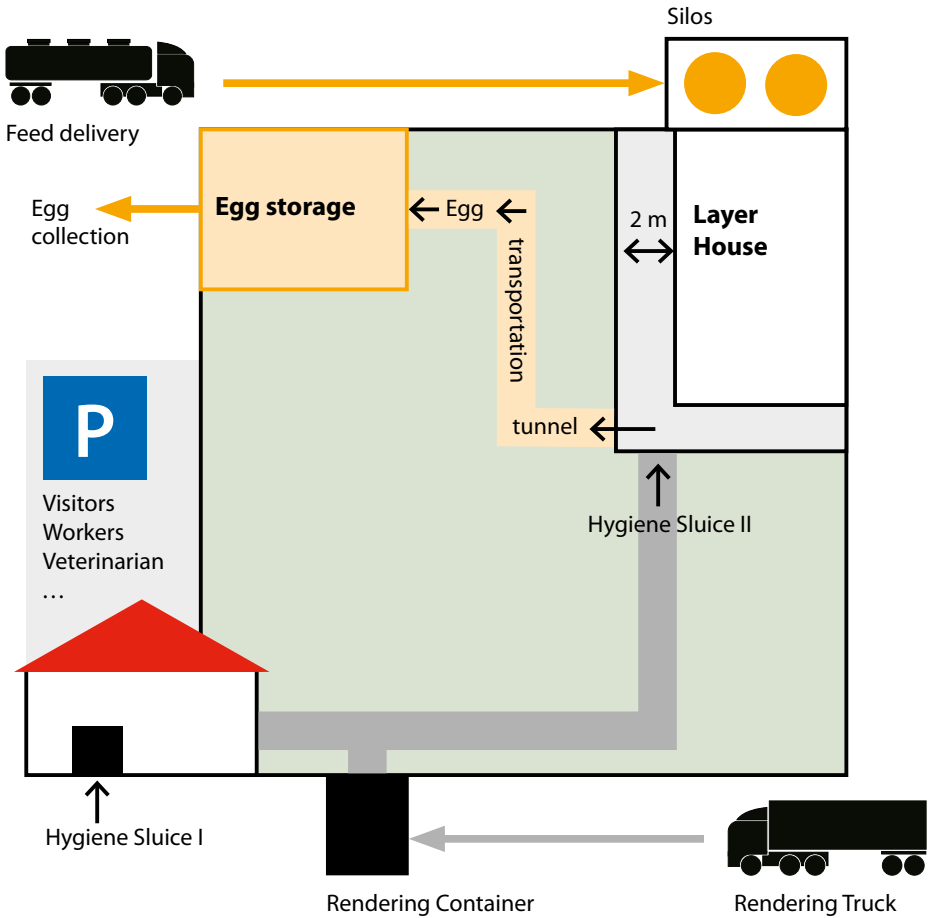 Silos
Feed delivery
Egg
collection
Egg storage
Egg
transportation
tunnel
2 m
Layer
House
P
Visitors
Workers
Veterinarian
…
Hygiene Sluice II
Hygiene Sluice I
Rendering Container
Rendering Truck